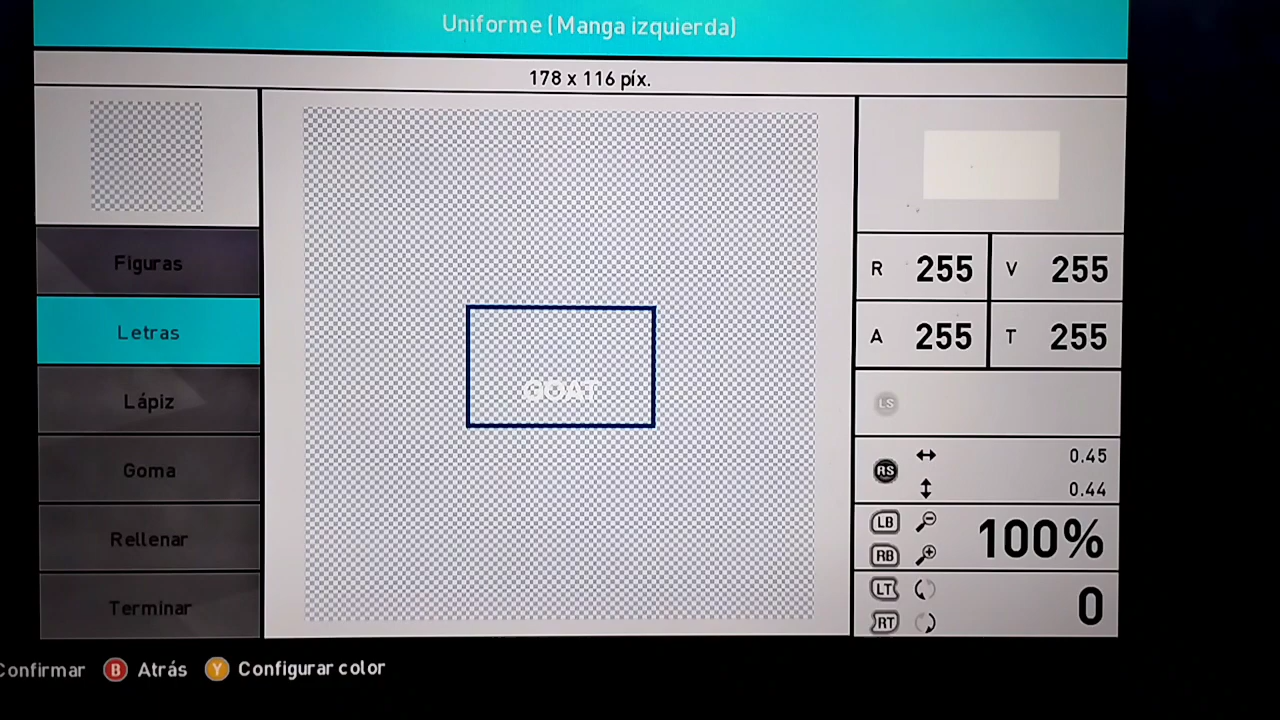 Uniforme (Manga izquierda)
178 x 116 píx.
Figuras
Letras
Lápiz
Goma
Rellenar
Terminar
GOAT
R 255 V 255
A 255 T 255
LS
RS 0.45
0.44
LB
RB
100%
LT
RT
0
Confirmar B Atrás Y Configurar color